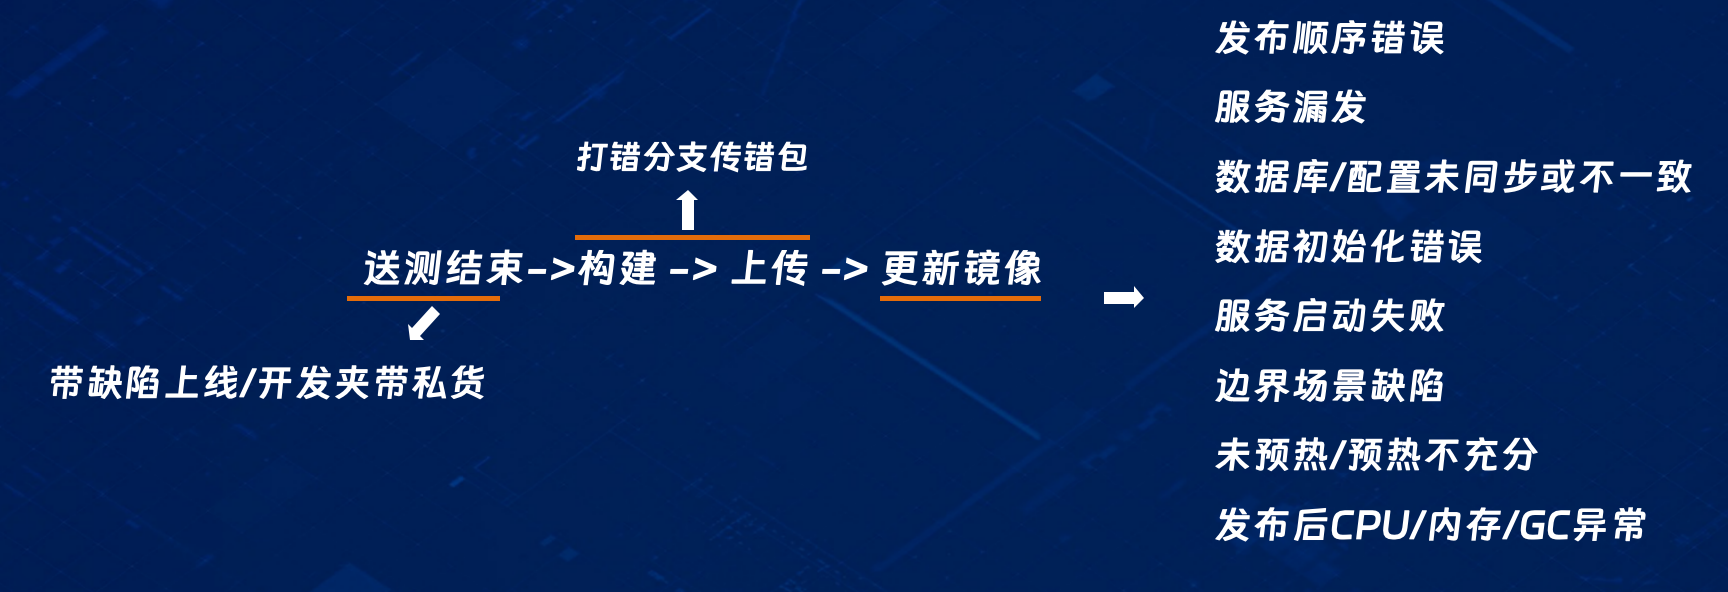 打错分支传错包
送测结束->构建 -> 上传 -> 更新镜像
带缺陷上线/开发夹带私货
发布顺序错误
服务漏发
数据库/配置未同步或不一致
数据初始化错误
服务启动失败
边界场景缺陷
未预热/预热不充分
发布后CPU/内存/GC异常